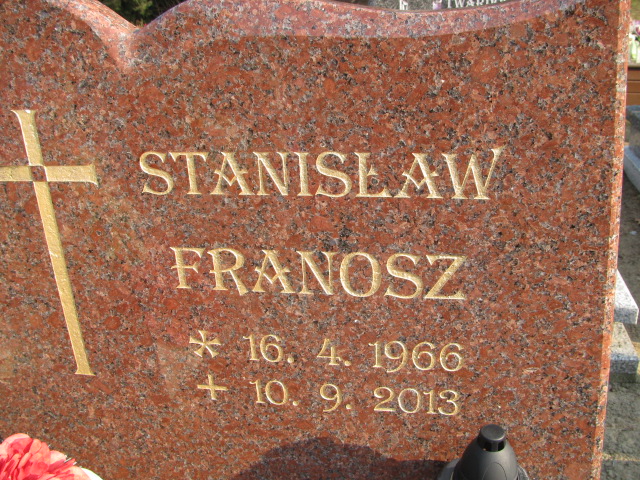 STANISŁAW
FRANOSZ
* 16. 4. 1966
+ 10. 9. 2013